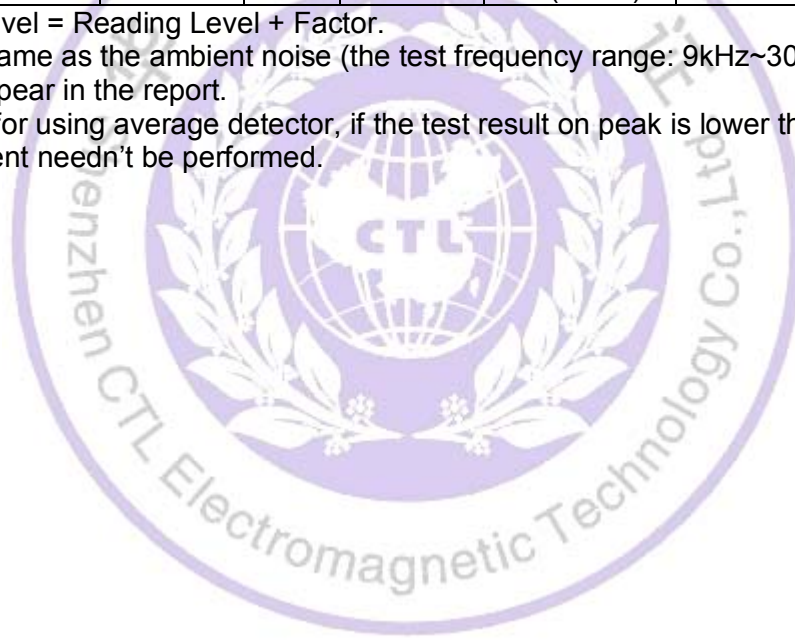 vel = Reading Level + Factor.
ame as the ambient noise (the test frequency range: 9kHz~30
pear in the report.
for using average detector, if the test result on peak is lower th
ent needn't be performed.
CTL
enzhen CTL Electromagnetic Technology Co.,Ltd